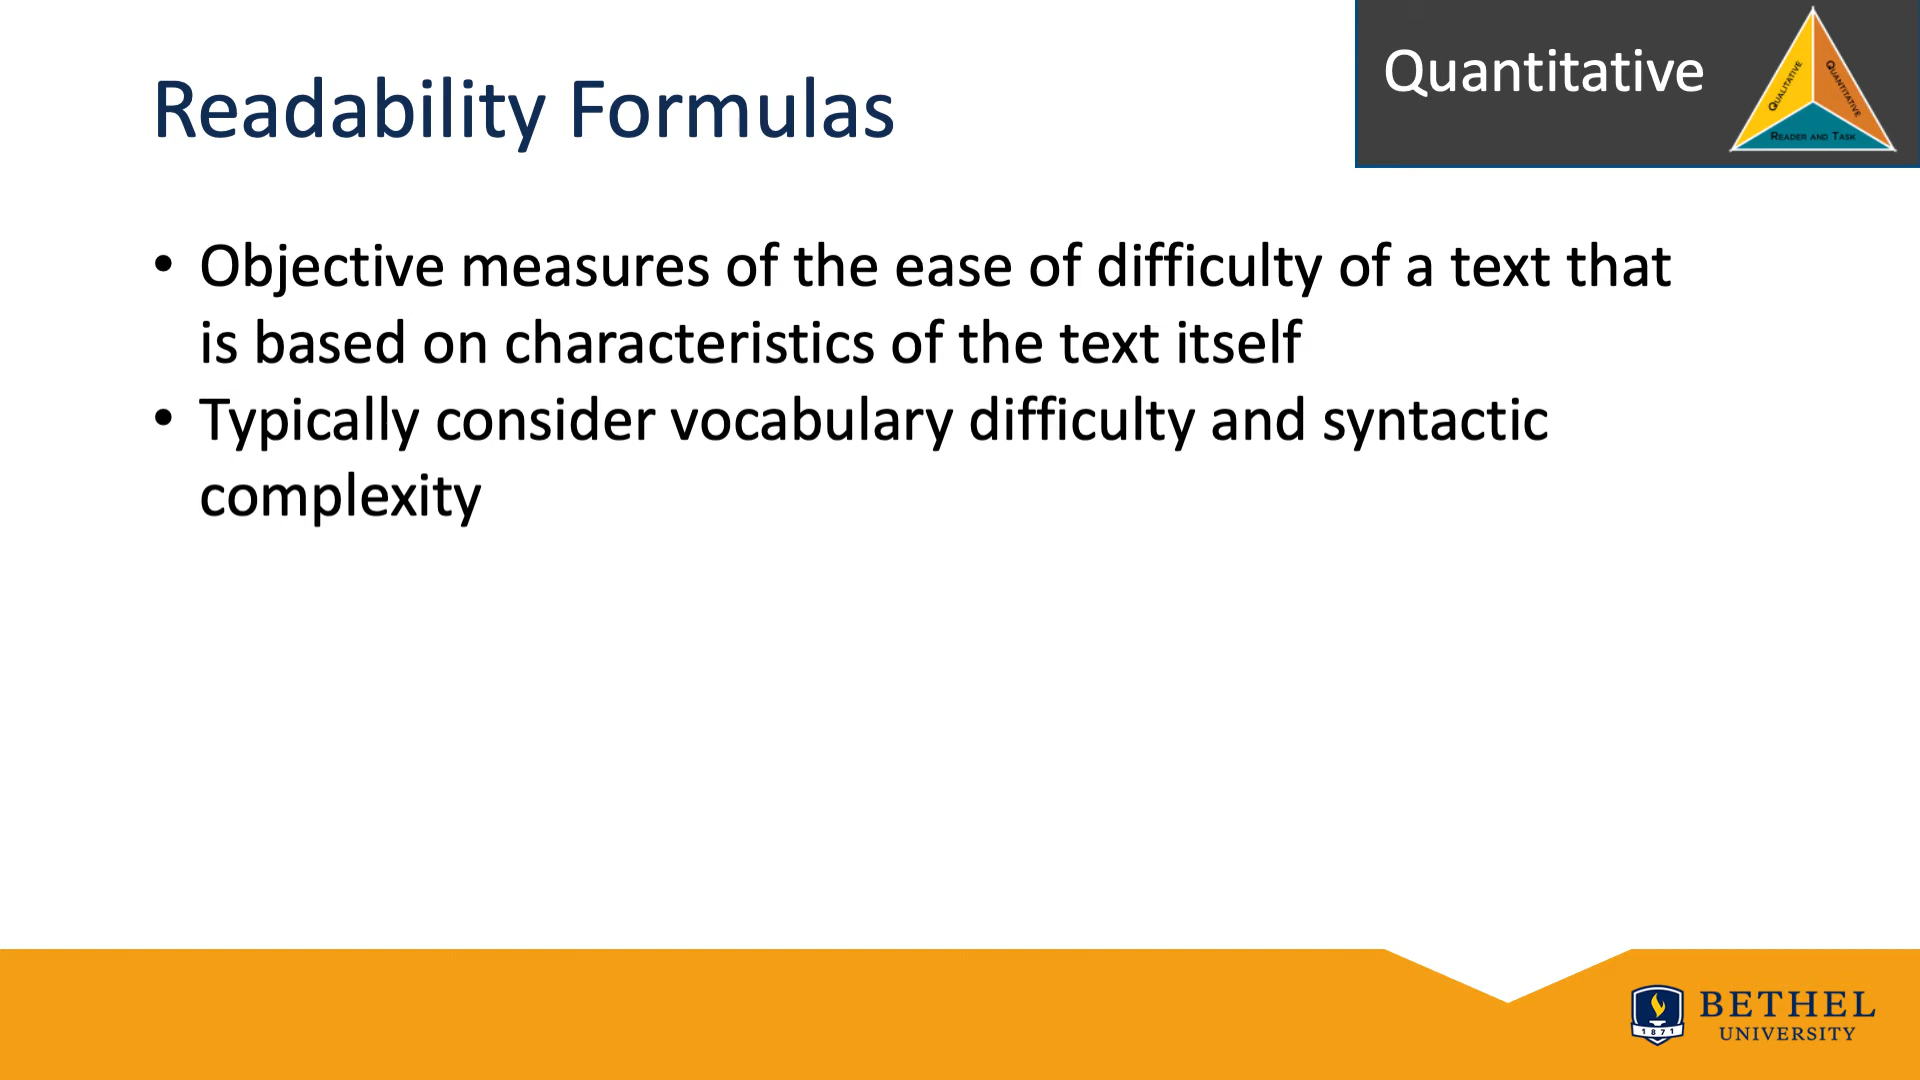 Readability Formulas
Quantitative
QUALITATIVE
QUANTITATIVE
READER AND TASK
• Objective measures of the ease of difficulty of a text that
is based on characteristics of the text itself
• Typically consider vocabulary difficulty and syntactic
complexity
1871
BETHEL
UNIVERSITY